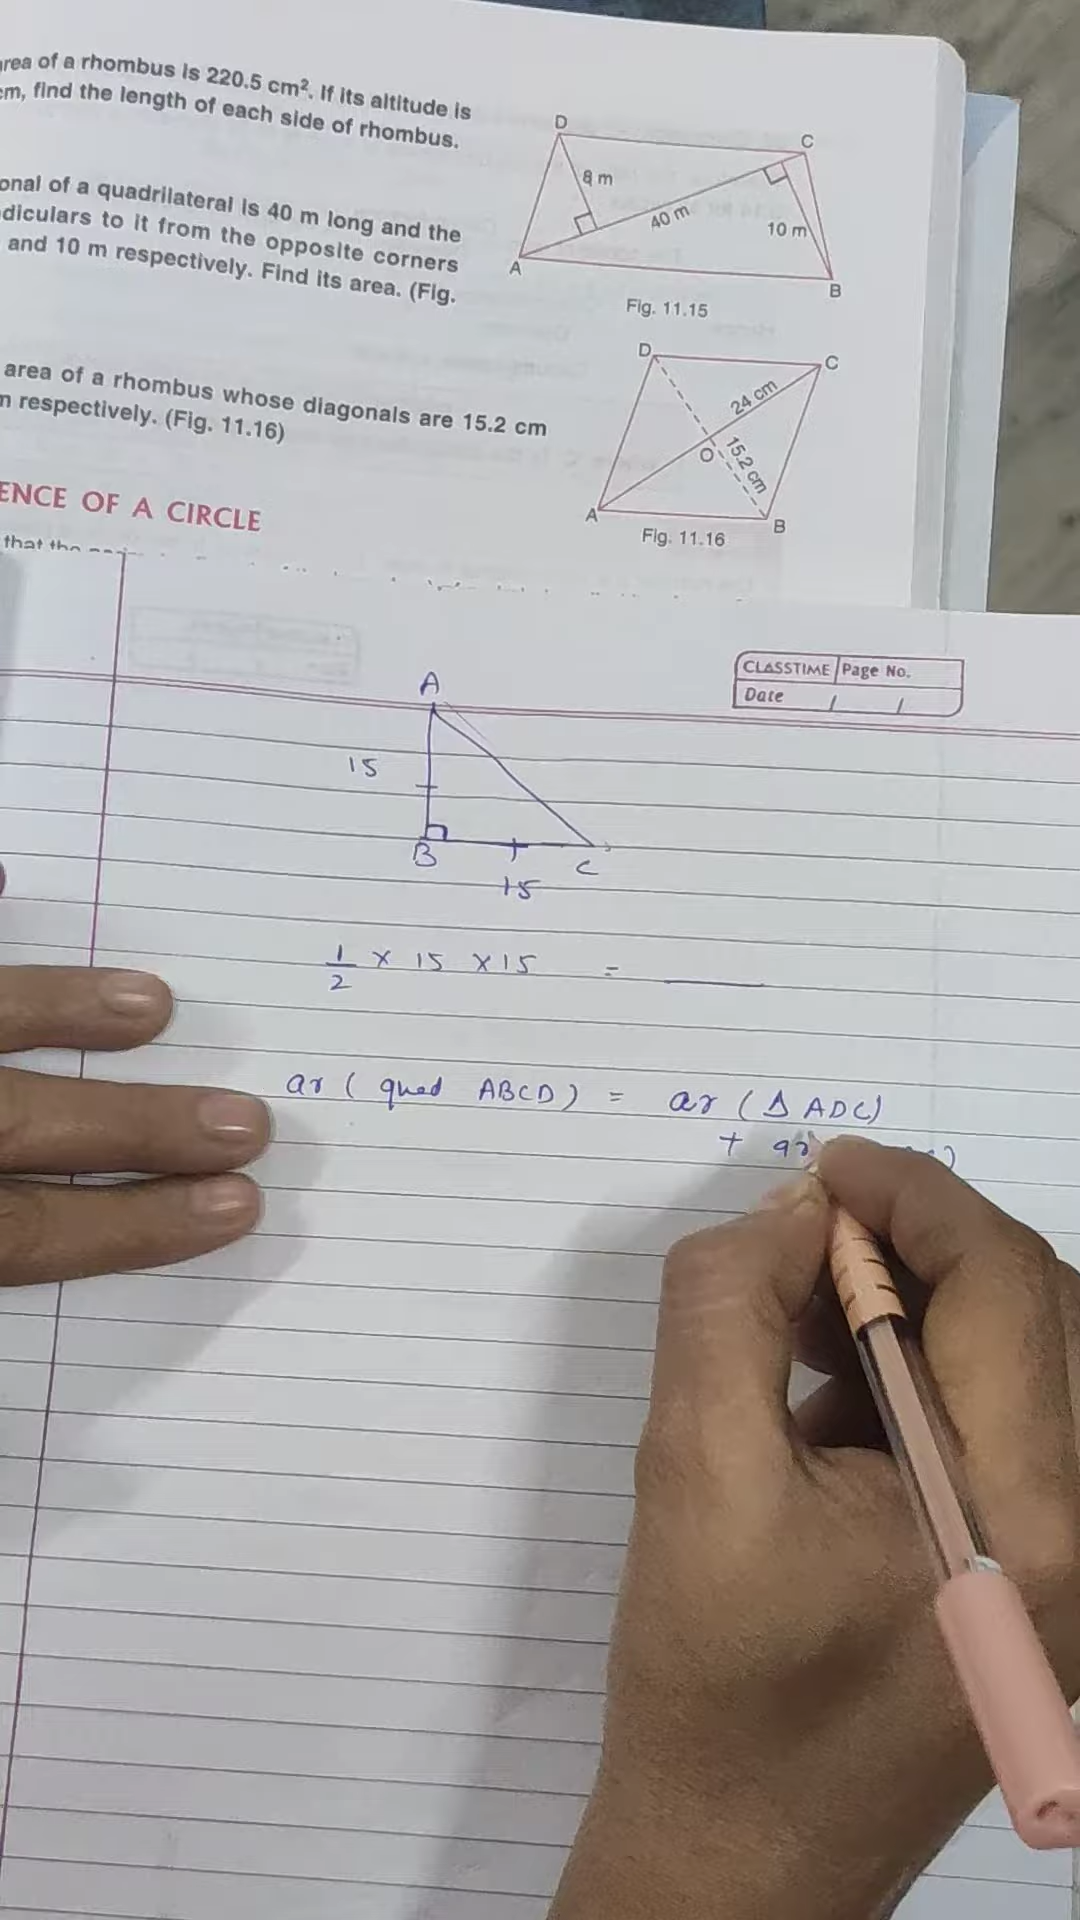 area of a rhombus is 220.5 cm². If its altitude is
cm, find the length of each side of rhombus.
D
C
8 m
40 m
10 m
A
B
Fig. 11.15
onal of a quadrilateral is 40 m long and the
diculars to it from the opposite corners
and 10 m respectively. Find its area. (Fig.
D
C
24 cm
O
15.2 cm
A
B
Fig. 11.16
area of a rhombus whose diagonals are 15.2 cm
m respectively. (Fig. 11.16)
ENCE OF A CIRCLE
that the
CLASSTIME Page No.
Date / /
A
15
B
C
15
1/2 × 15 × 15 =
ar ( quad ABCD) = ar (Δ ADC)
+ ar